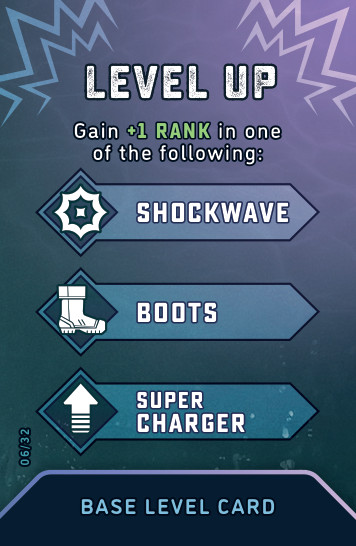 LEVEL UP
Gain +1 RANK in one
of the following:
SHOCKWAVE
BOOTS
SUPER
CHARGER
06/32
BASE LEVEL CARD